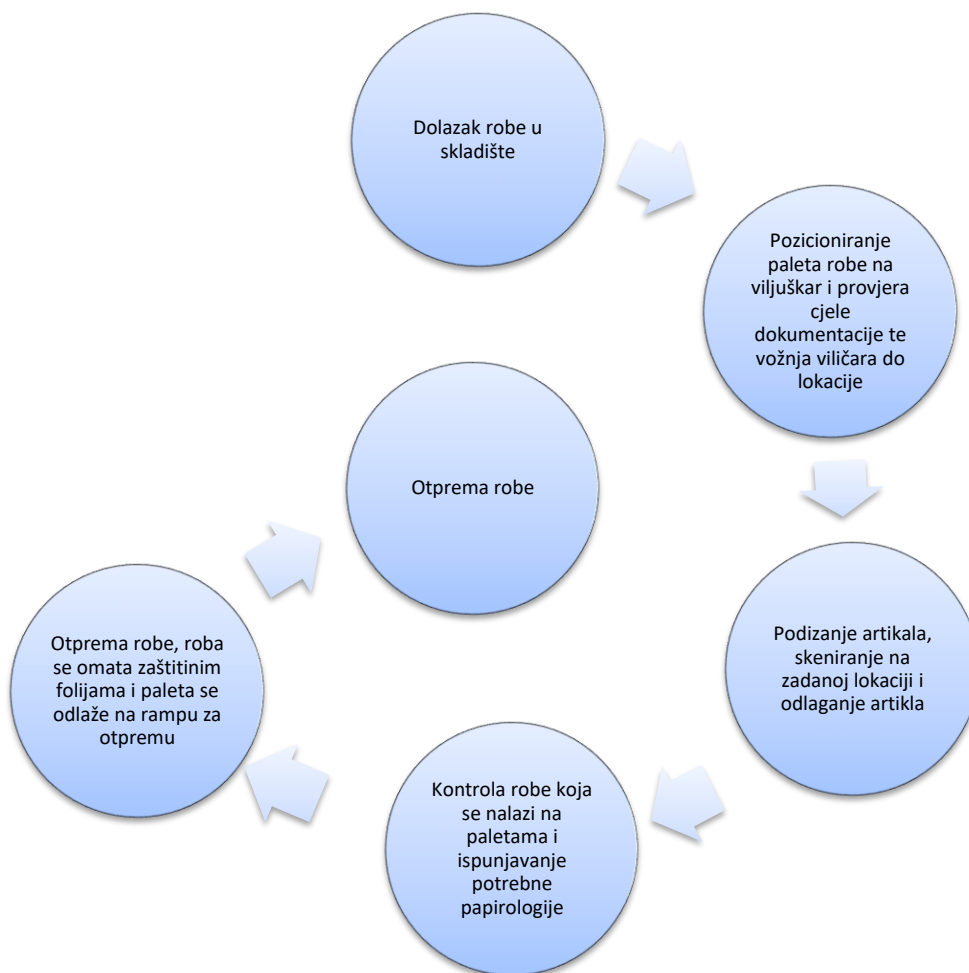 Dolazak robe u
skladište
Pozicioniranje
paleta robe na
viljuškar i provjera
cjele
dokumentacije te
vožnja viličara do
lokacije
Podizanje artikala,
skeniranje na
zadanoj lokaciji i
odlaganje artikla
Kontrola robe koja
se nalazi na
paletama i
ispunjavanje
potrebne
papirologije
Otprema robe, roba
se omata zaštitinim
folijama i paleta se
odlaže na rampu za
otpremu
Otprema robe